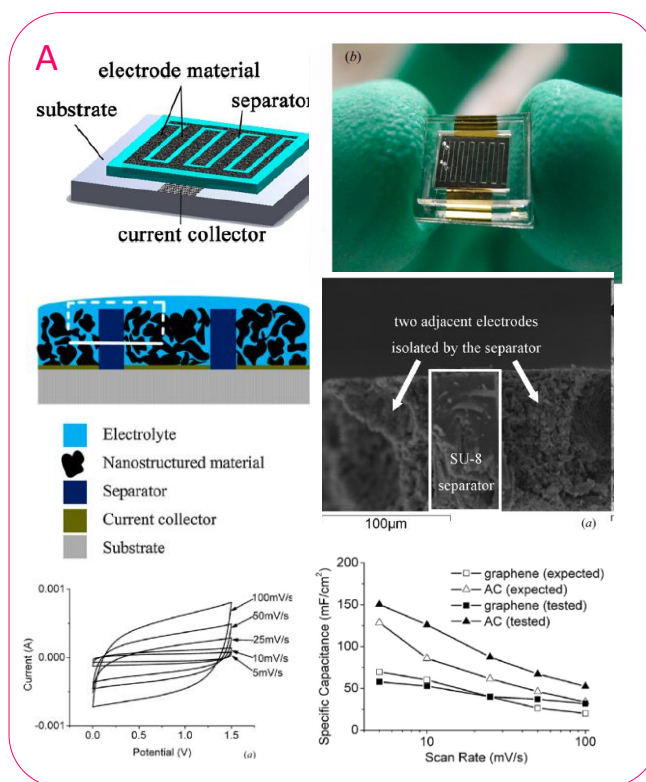 A
electrode material
substrate
separator
current collector
(b)
two adjacent electrodes
isolated by the separator
SU-8
separator
100μm
(a)
Electrolyte
Nanostructured material
Separator
Current collector
Substrate
Current (A)
0.001
0.000
-0.001
100mV/s
50mV/s
25mV/s
10mV/s
5mV/s
0.0
0.5
1.0
1.5
Potential (V)
(a)
Specific Capacitance (mF/cm²)
200
150
100
50
0
graphene (expected)
AC (expected)
graphene (tested)
AC (tested)
10
100
Scan Rate (mV/s)